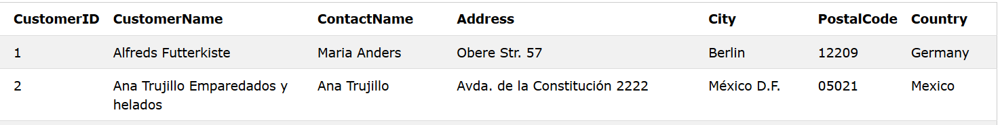 CustomerID CustomerName ContactName Address City PostalCode Country
1 Alfreds Futterkiste Maria Anders Obere Str. 57 Berlin 12209 Germany
2 Ana Trujillo Emparedados y Ana Trujillo Avda. de la Constitución 2222 México D.F. 05021 Mexico
helados